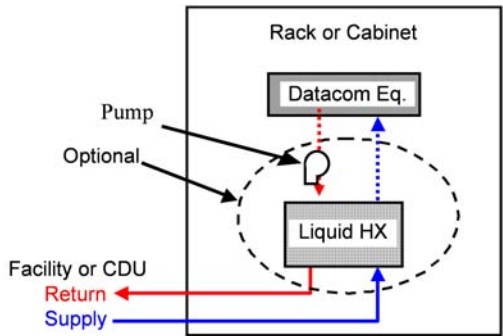 Rack or Cabinet
Datacom Eq.
Pump
Optional
Liquid HX
Facility or CDU
Return
Supply